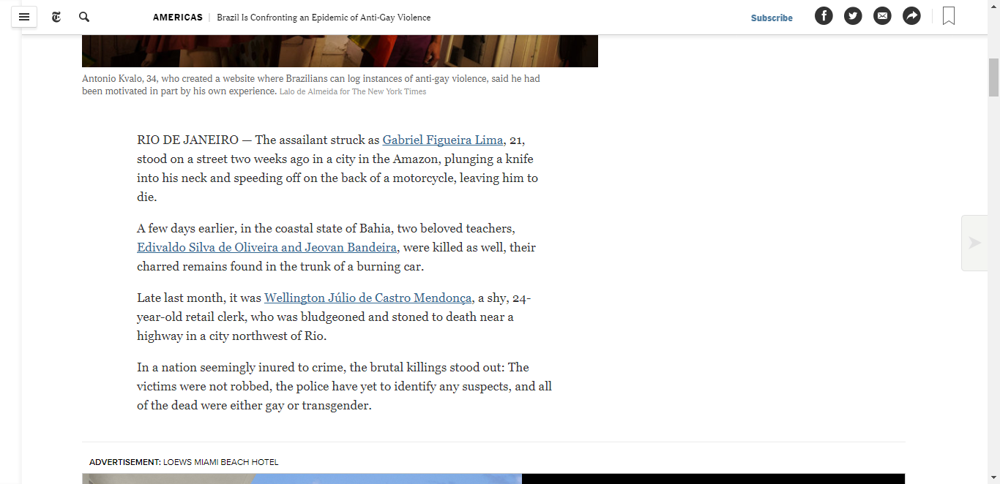 AMERICAS | Brazil Is Confronting an Epidemic of Anti-Gay Violence
Subscribe
Antonio Kvalo, 34, who created a website where Brazilians can log instances of anti-gay violence, said he had
been motivated in part by his own experience. Lalo de Almeida for The New York Times
RIO DE JANEIRO — The assailant struck as Gabriel Figueira Lima, 21,
stood on a street two weeks ago in a city in the Amazon, plunging a knife
into his neck and speeding off on the back of a motorcycle, leaving him to
die.
A few days earlier, in the coastal state of Bahia, two beloved teachers,
Edivaldo Silva de Oliveira and Jeovan Bandeira, were killed as well, their
charred remains found in the trunk of a burning car.
Late last month, it was Wellington Júlio de Castro Mendonça, a shy, 24-
year-old retail clerk, who was bludgeoned and stoned to death near a
highway in a city northwest of Rio.
In a nation seemingly inured to crime, the brutal killings stood out: The
victims were not robbed, the police have yet to identify any suspects, and all
of the dead were either gay or transgender.
ADVERTISEMENT: LOEWS MIAMI BEACH HOTEL